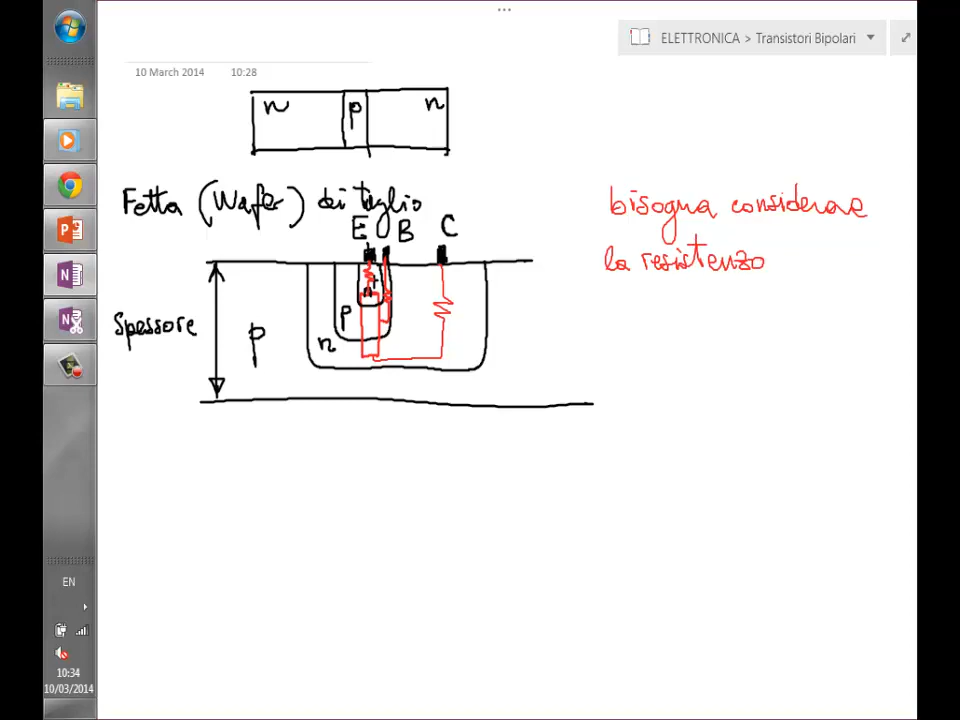 ELETTRONICA > Transistori Bipolari
10 March 2014 10:28
n p n
Fetta (Wafer) di taglio
E B C
bisogna considerare
la resistenza
Spessore
n+
p
n
p
EN
10:34
10/03/2014